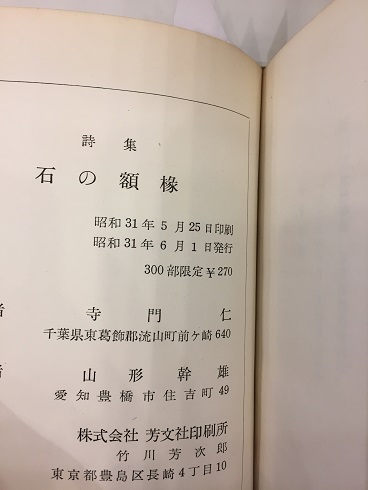 詩集
石の額椽
昭和31年5月25日印刷
昭和31年6月1日発行
300部限定¥270
者 寺門仁
千葉県東葛飾郡流山町前ケ崎640
者 山形幹雄
愛知豊橋市住吉町49
株式会社 芳文社印刷所
竹川芳次郎
東京都豊島区長崎4丁目10